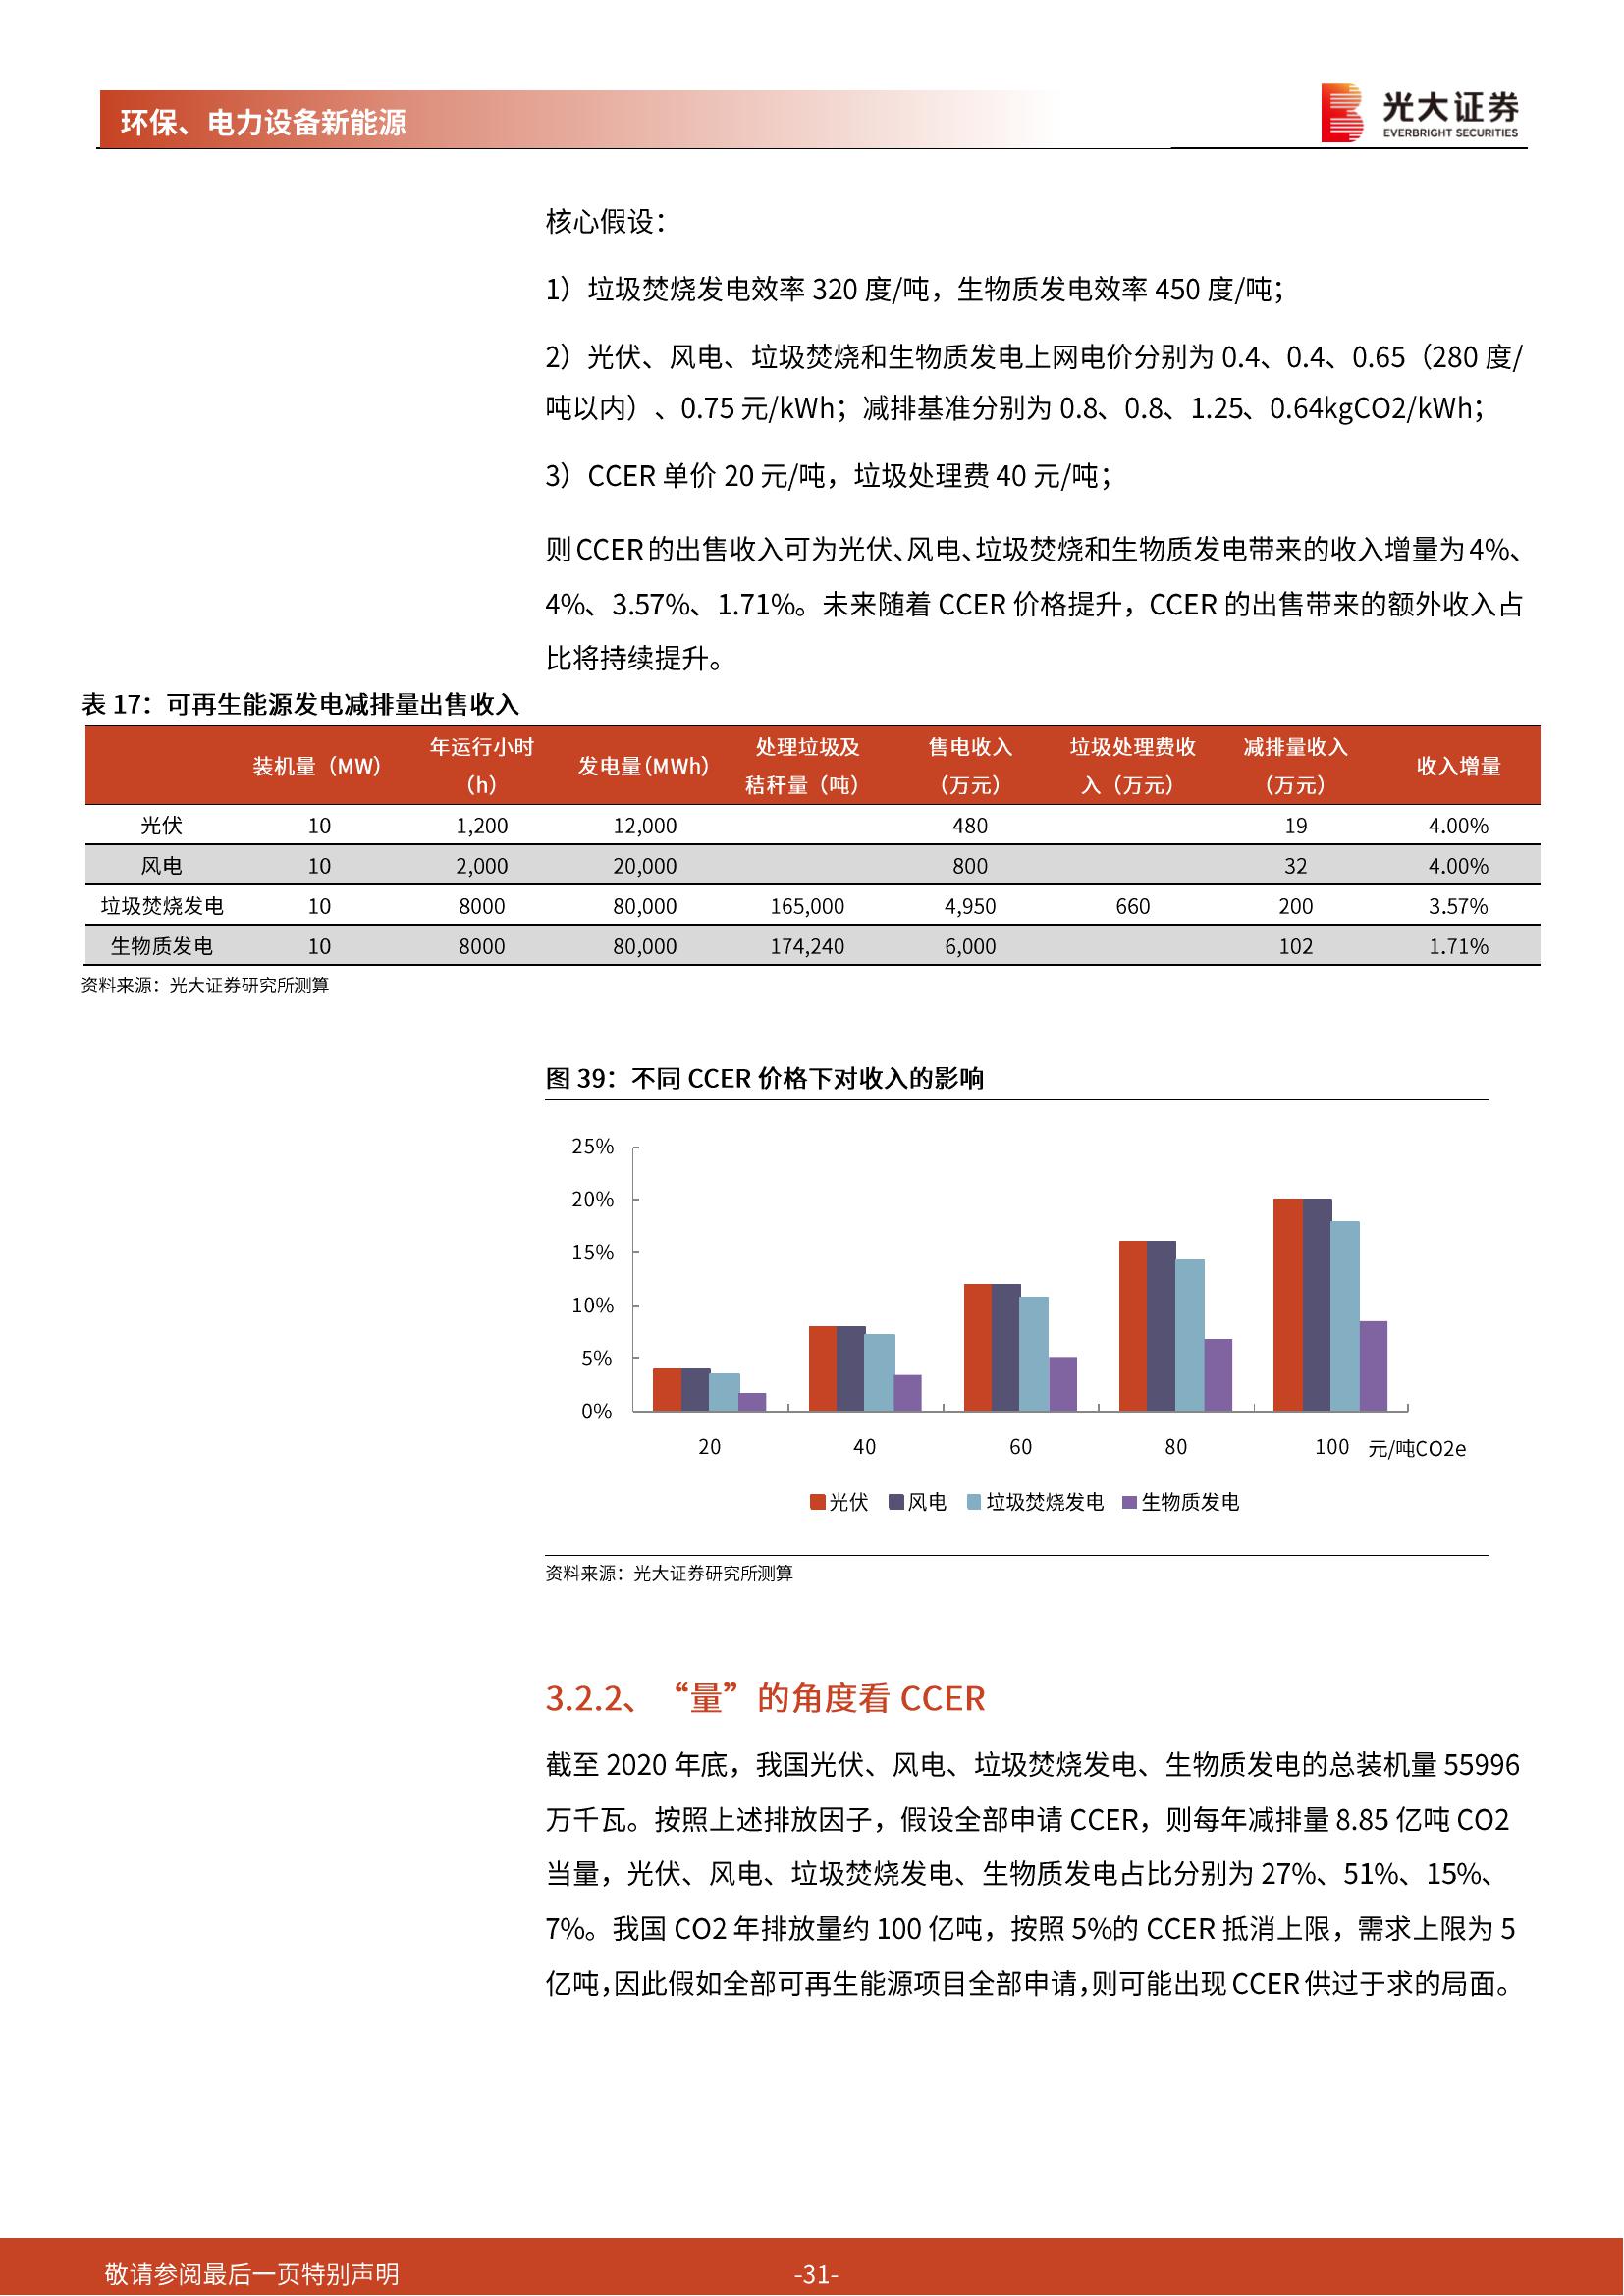 环保、电力设备新能源
光大证券
EVERBRIGHT SECURITIES
核心假设：
1）垃圾焚烧发电效率 320 度/吨，生物质发电效率 450 度/吨；
2）光伏、风电、垃圾焚烧和生物质发电上网电价分别为 0.4、0.4、0.65（280 度/
吨以内）、0.75 元/kWh；减排基准分别为 0.8、0.8、1.25、0.64kgCO2/kWh；
3）CCER 单价 20 元/吨，垃圾处理费 40 元/吨；
则 CCER 的出售收入可为光伏、风电、垃圾焚烧和生物质发电带来的收入增量为 4%、
4%、3.57%、1.71%。未来随着 CCER 价格提升，CCER 的出售带来的额外收入占
比将持续提升。
表 17：可再生能源发电减排量出售收入
装机量（MW） 年运行小时（h） 发电量（MWh） 处理垃圾及秸秆量（吨） 售电收入（万元） 垃圾处理费收入（万元） 减排量收入（万元） 收入增量
光伏 10 1,200 12,000 480 19 4.00%
风电 10 2,000 20,000 800 32 4.00%
垃圾焚烧发电 10 8000 80,000 165,000 4,950 660 200 3.57%
生物质发电 10 8000 80,000 174,240 6,000 102 1.71%
资料来源：光大证券研究所测算
图 39：不同 CCER 价格下对收入的影响
25%
20%
15%
10%
5%
0%
20 40 60 80 100 元/吨CO2e
光伏 风电 垃圾焚烧发电 生物质发电
资料来源：光大证券研究所测算
3.2.2、“量”的角度看 CCER
截至 2020 年底，我国光伏、风电、垃圾焚烧发电、生物质发电的总装机量 55996
万千瓦。按照上述排放因子，假设全部申请 CCER，则每年减排量 8.85 亿吨 CO2
当量，光伏、风电、垃圾焚烧发电、生物质发电占比分别为 27%、51%、15%、
7%。我国 CO2 年排放量约 100 亿吨，按照 5%的 CCER 抵消上限，需求上限为 5
亿吨，因此假如全部可再生能源项目全部申请，则可能出现 CCER 供过于求的局面。
敬请参阅最后一页特别声明 -31-